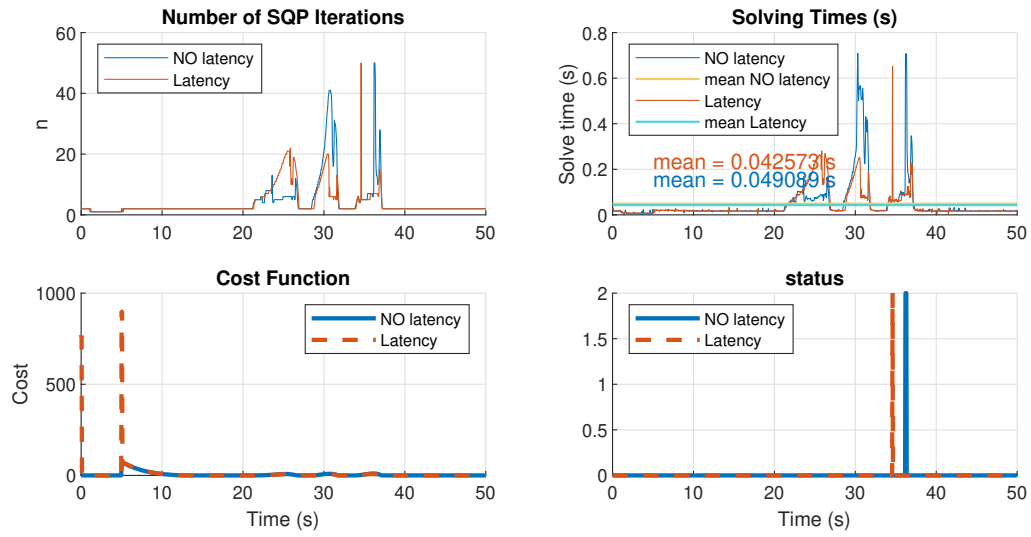 Number of SQP Iterations
60
40
20
0
n
NO latency
Latency
0 10 20 30 40 50
Solving Times (s)
0.8
0.6
0.4
0.2
0
Solve time (s)
NO latency
mean NO latency
Latency
mean Latency
mean = 0.042573 s
mean = 0.049089 s
0 10 20 30 40 50
Cost Function
1000
500
0
Cost
NO latency
Latency
0 10 20 30 40 50
Time (s)
status
2
1.5
1
0.5
0
NO latency
Latency
0 10 20 30 40 50
Time (s)